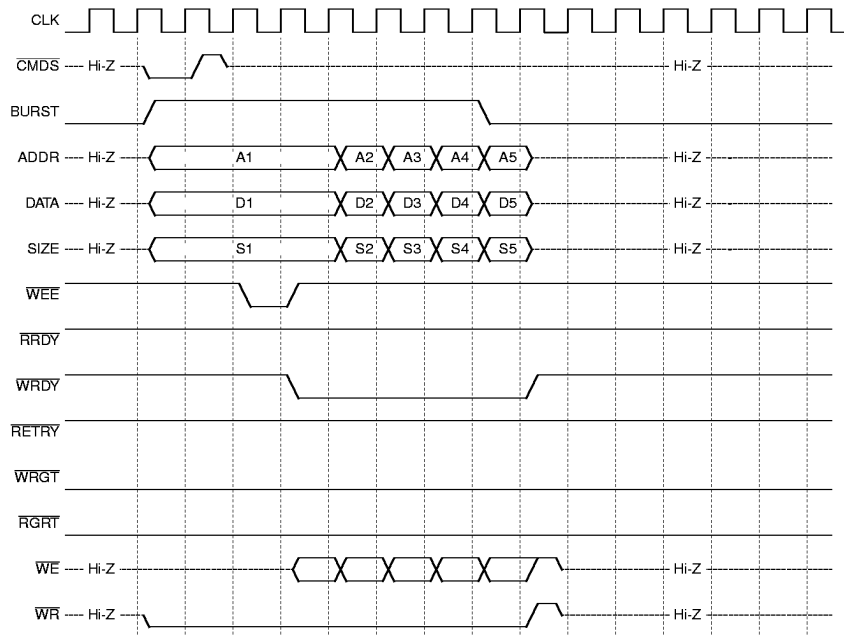 CLK
CMDS Hi-Z Hi-Z
BURST
ADDR Hi-Z A1 A2 A3 A4 A5 Hi-Z
DATA Hi-Z D1 D2 D3 D4 D5 Hi-Z
SIZE Hi-Z S1 S2 S3 S4 S5 Hi-Z
WEE
RRDY
WRDY
RETRY
WRGT
RGRT
WE Hi-Z Hi-Z
WR Hi-Z Hi-Z